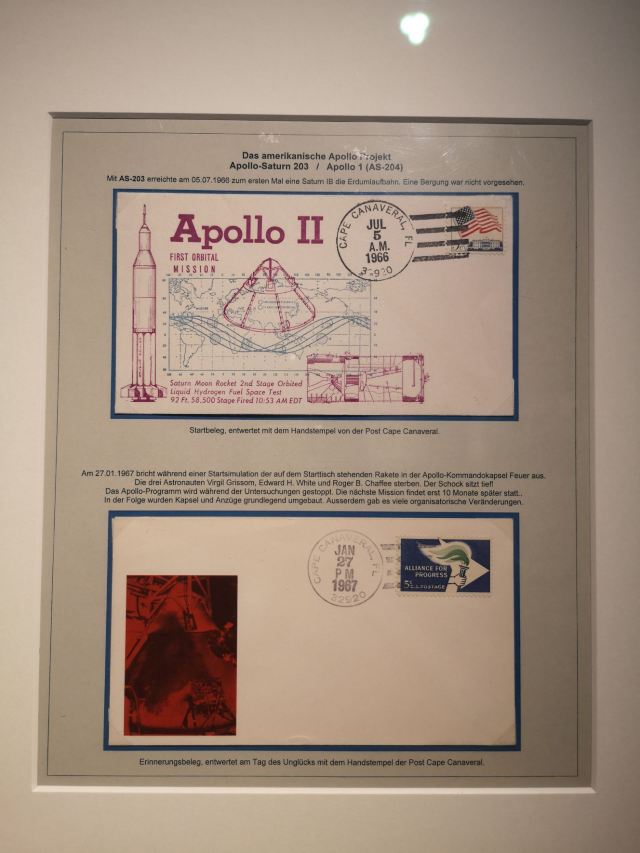 Das amerikanische Apollo Projekt
Apollo-Saturn 203 / Apollo 1 (AS-204)
Mit AS-203 erreichte am 05.07.1966 zum ersten Mal eine Saturn IB die Erdumlaufbahn. Eine Bergung war nicht vorgesehen.
Apollo II
FIRST ORBITAL
MISSION
CAPE CANAVERAL, FL
JUL
5
A.M.
1966
32920
Saturn Moon Rocket 2nd Stage Orbited
Liquid Hydrogen Fuel Space Test
92 Ft. 58,500 Stage Fired 10:53 AM EDT
Startbeleg, entwertet mit dem Handstempel von der Post Cape Canaveral.
Am 27.01.1967 bricht während einer Startsimulation der auf dem Starttisch stehenden Rakete in der Apollo-Kommandokapsel Feuer aus.
Die drei Astronauten Virgil Grissom, Edward H. White und Roger B. Chaffee sterben. Der Schock sitzt tief!
Das Apollo-Programm wird während der Untersuchungen gestoppt. Die nächste Mission findet erst 10 Monate später statt..
In der Folge wurden Kapsel und Anzüge grundlegend umgebaut. Ausserdem gab es viele organisatorische Veränderungen.
CAPE CANAVERAL, FL
JAN
27
P M
1967
32920
ALLIANCE FOR
PROGRESS
5¢ U.S. POSTAGE
Erinnerungsbeleg, entwertet am Tag des Unglücks mit dem Handstempel der Post Cape Canaveral.